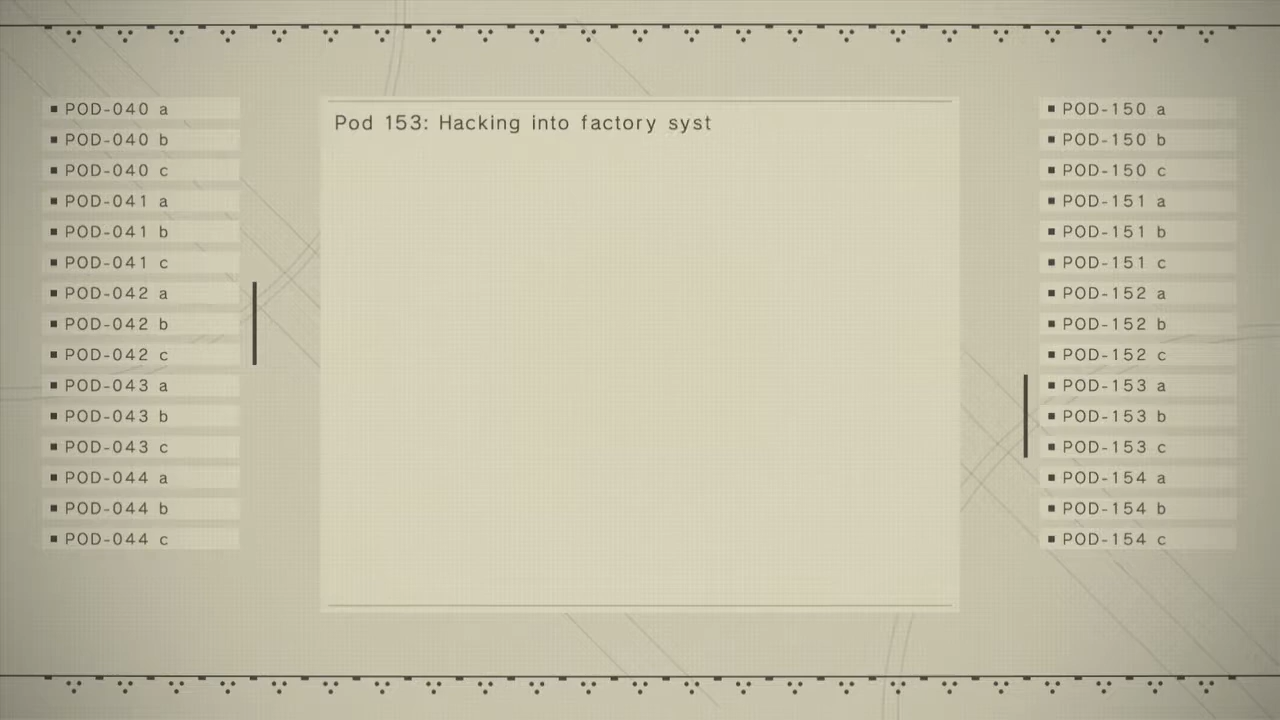 POD-040 a
POD-040 b
POD-040 c
POD-041 a
POD-041 b
POD-041 c
POD-042 a
POD-042 b
POD-042 c
POD-043 a
POD-043 b
POD-043 c
POD-044 a
POD-044 b
POD-044 c
Pod 153: Hacking into factory syst
POD-150 a
POD-150 b
POD-150 c
POD-151 a
POD-151 b
POD-151 c
POD-152 a
POD-152 b
POD-152 c
POD-153 a
POD-153 b
POD-153 c
POD-154 a
POD-154 b
POD-154 c